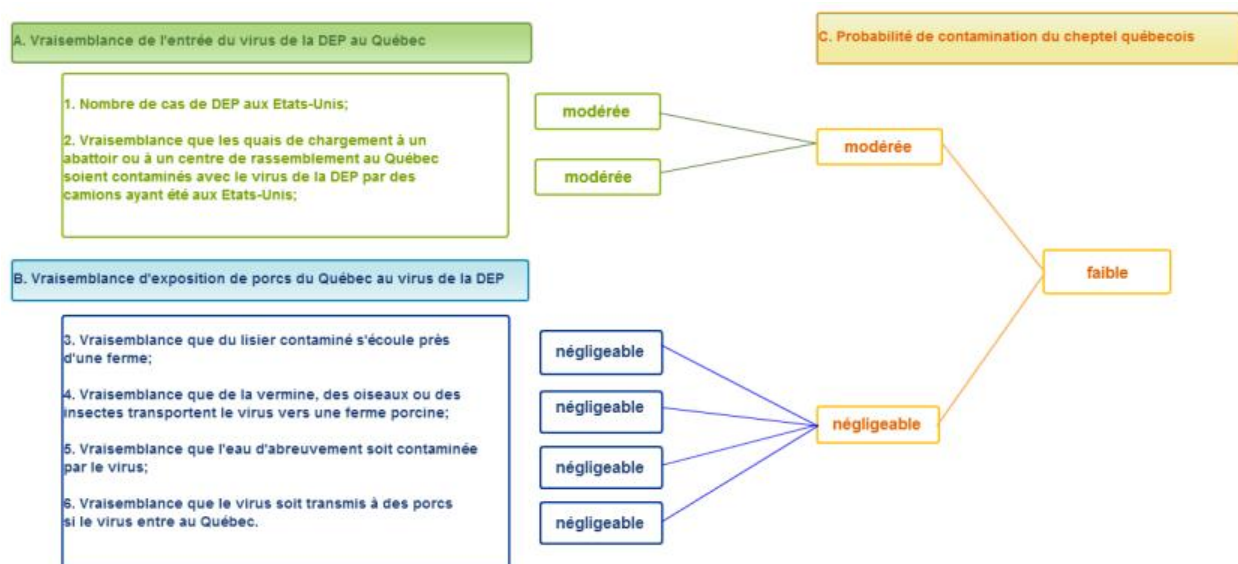 A. Vraisemblance de l'entrée du virus de la DEP au Québec
C. Probabilité de contamination du cheptel québecois
1. Nombre de cas de DEP aux Etats-Unis;
2. Vraisemblance que les quais de chargement à un
abattoir ou à un centre de rassemblement au Québec
soient contaminés avec le virus de la DEP par des
camions ayant été aux Etats-Unis;
modérée
modérée
modérée
faible
B. Vraisemblance d'exposition de porcs du Québec au virus de la DEP
3. Vraisemblance que du lisier contaminé s'écoule près
d'une ferme;
4. Vraisemblance que de la vermine, des oiseaux ou des
insectes transportent le virus vers une ferme porcine;
5. Vraisemblance que l'eau d'abreuvement soit contaminée
par le virus;
6. Vraisemblance que le virus soit transmis à des porcs
si le virus entre au Québec.
négligeable
négligeable
négligeable
négligeable
négligeable